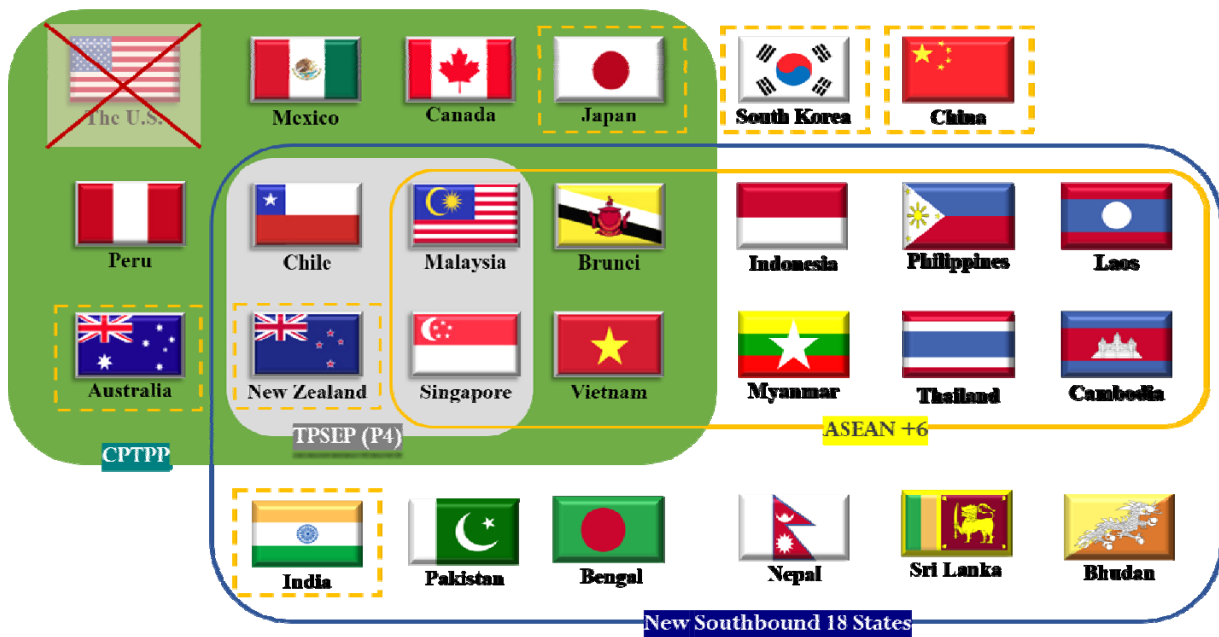 The U.S.
Mexico
Canada
Japan
South Korea
China
Peru
Chile
Malaysia
Brunei
Indonesia
Philippines
Laos
Australia
New Zealand
Singapore
Vietnam
Myanmar
Thailand
Cambodia
CPTPP
TPSEP (P4)
ASEAN +6
India
Pakistan
Bengal
Nepal
Sri Lanka
Bhudan
New Southbound 18 States